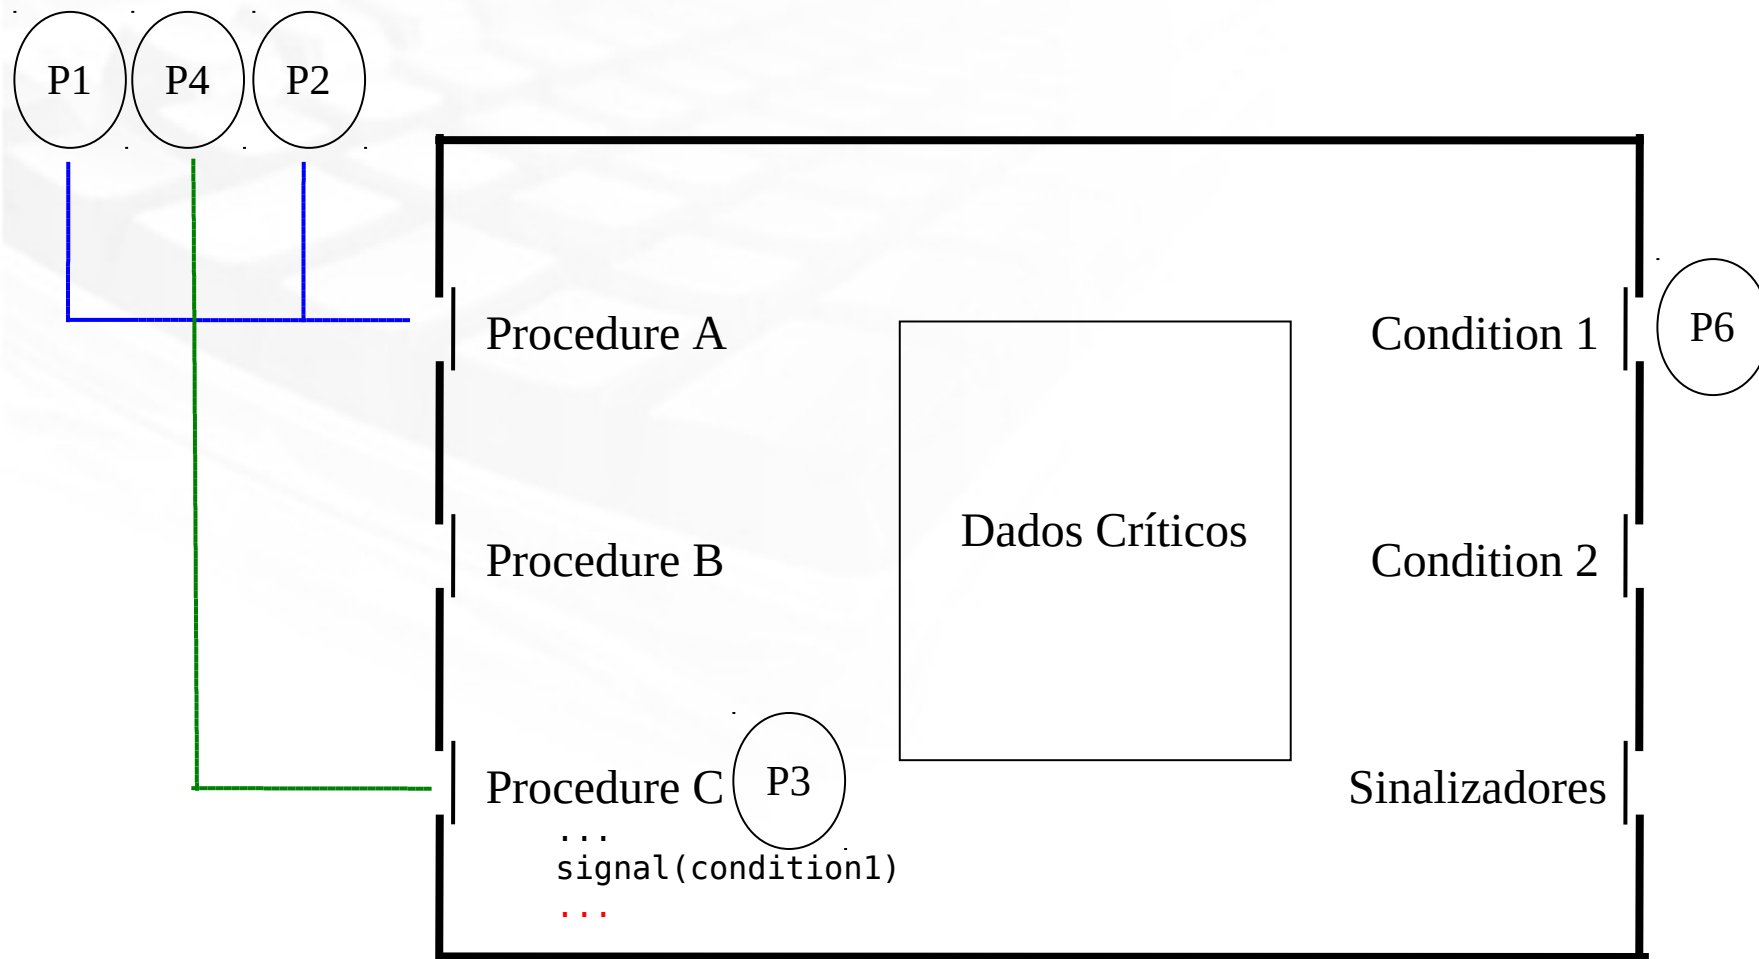 P1 P4 P2
Procedure A
Condition 1
P6
Dados Críticos
Procedure B
Condition 2
Procedure C
P3
Sinalizadores
...
signal(condition1)
...